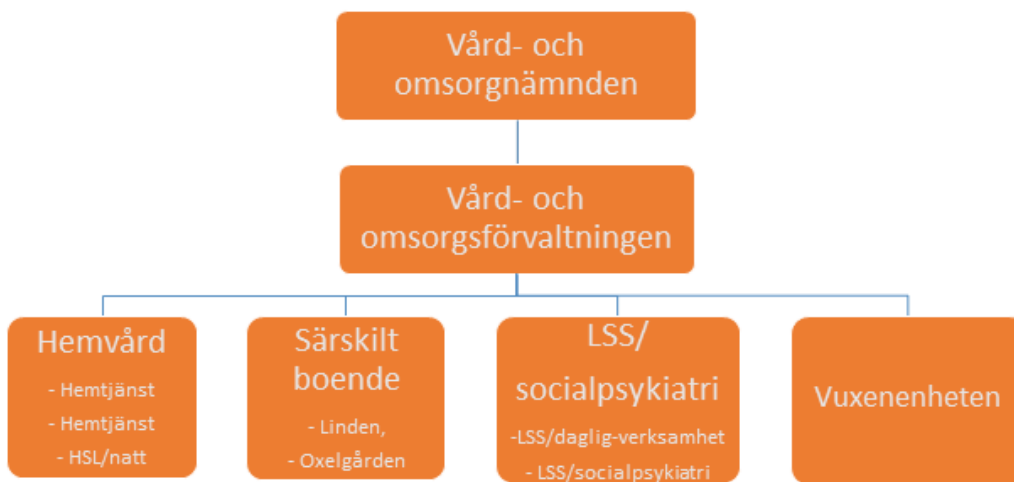 Vård- och
omsorgnämnden
Vård- och
omsorgsförvaltningen
Hemvård
- Hemtjänst
- Hemtjänst
- HSL/natt
Särskilt
boende
- Linden,
- Oxelgården
LSS/
socialpsykiatri
-LSS/daglig-verksamhet
- LSS/socialpsykiatri
Vuxenenheten